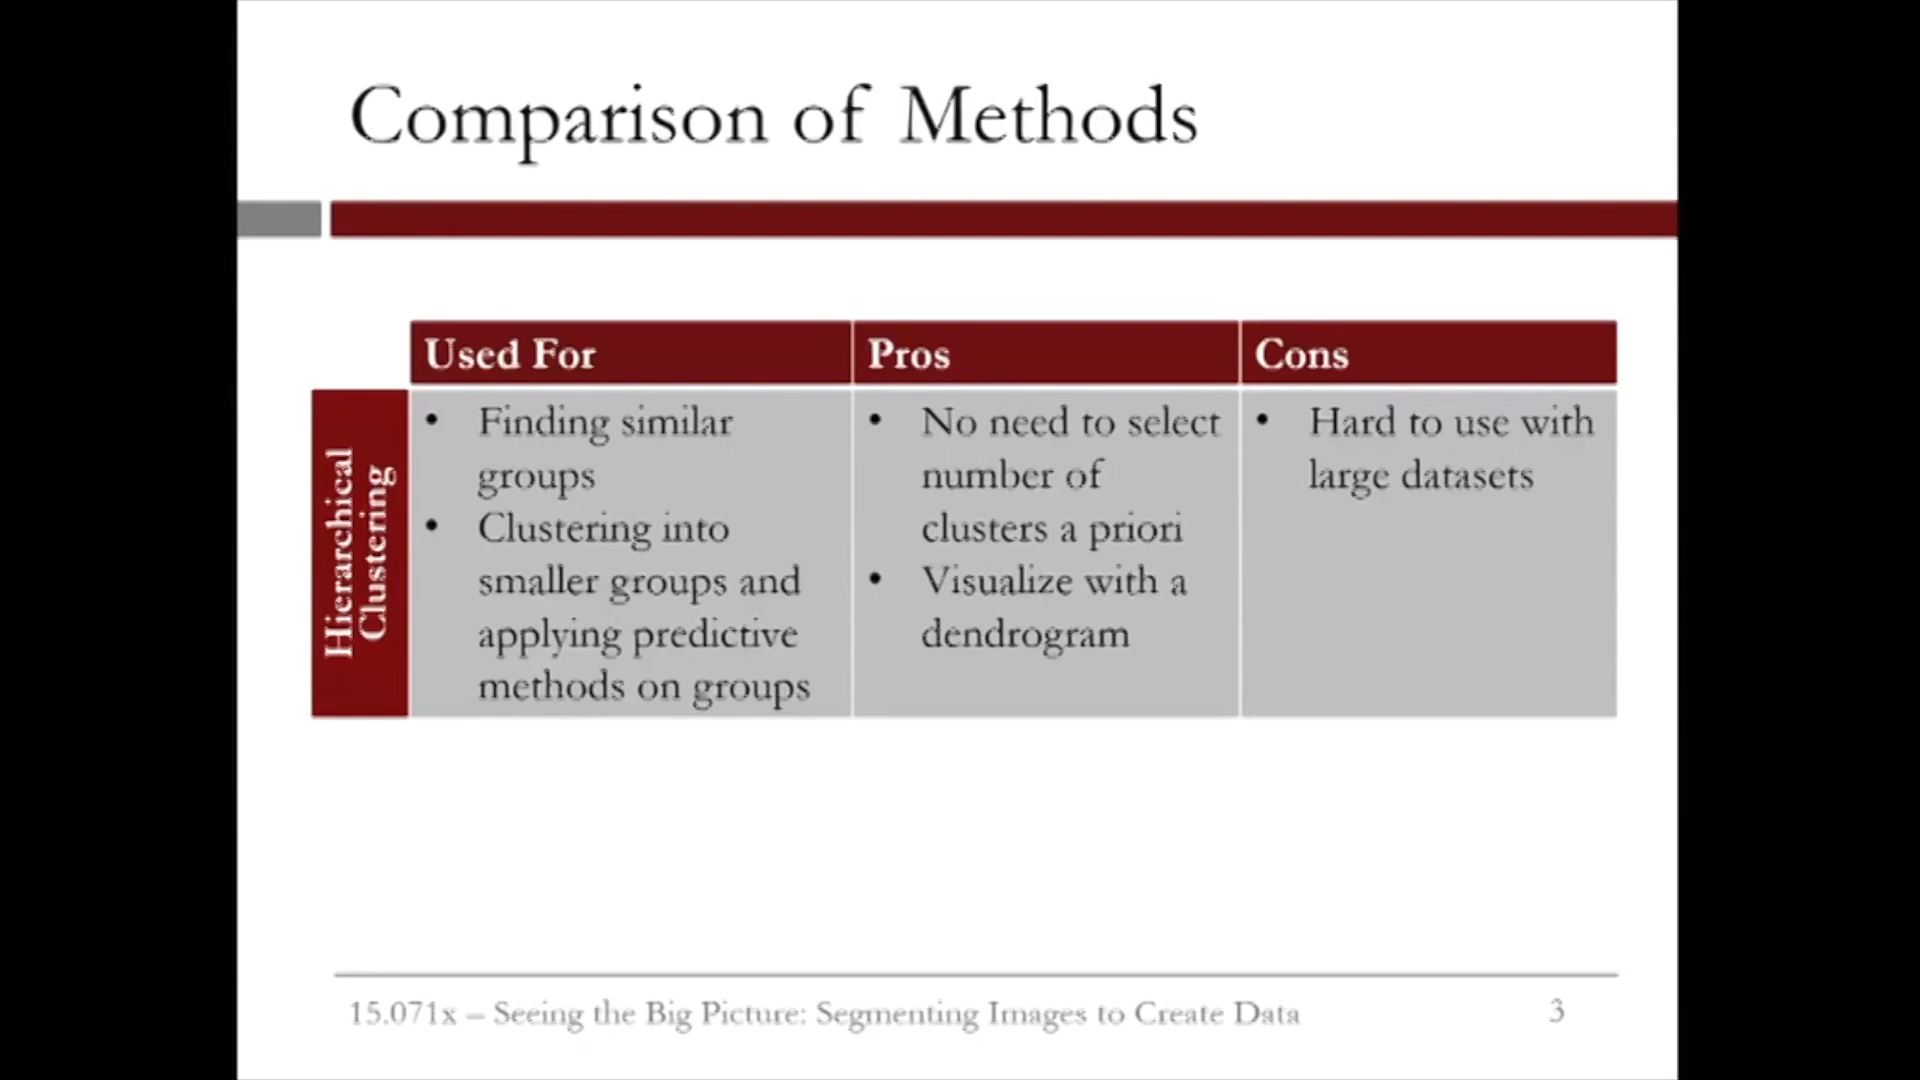 Comparison of Methods
Used For
Pros
Cons
Hierarchical
Clustering
• Finding similar
groups
• Clustering into
smaller groups and
applying predictive
methods on groups
• No need to select
number of
clusters a priori
• Visualize with a
dendrogram
• Hard to use with
large datasets
15.071x – Seeing the Big Picture: Segmenting Images to Create Data
3